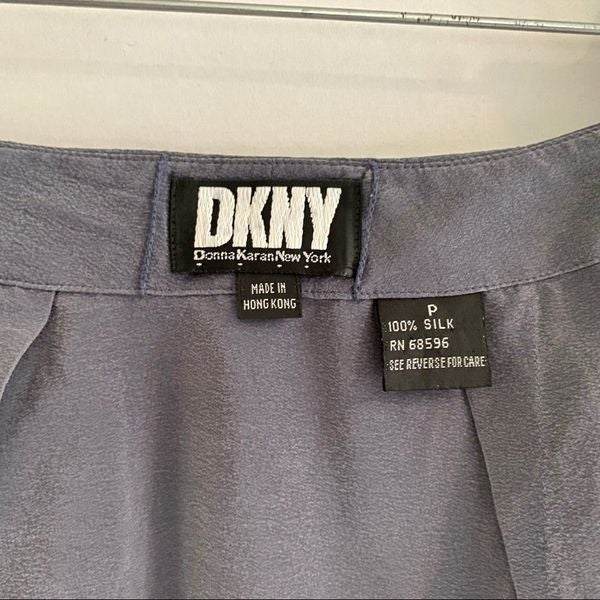 DKNY
Donna Karan New York
MADE IN
HONG KONG
P
100% SILK
RN 68596
SEE REVERSE FOR CARE